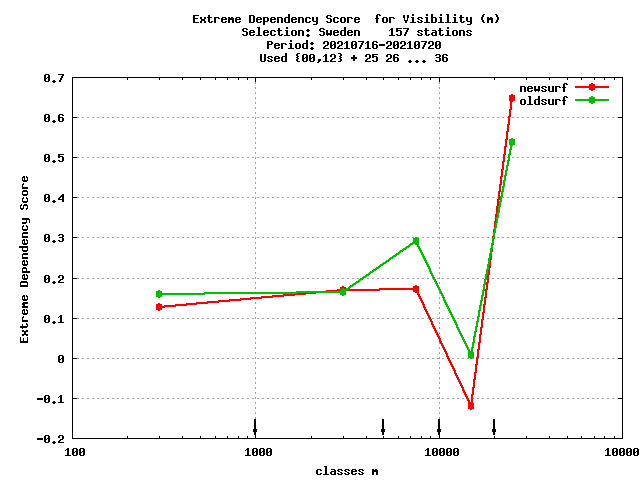 Extreme Dependency Score  for Visibility (m)
Selection: Sweden    157 stations
Period: 20210716-20210720
Used {00,12} + 25 26 ... 36
newsurf
oldsurf
Extreme Dependency Score
0.7
0.6
0.5
0.4
0.3
0.2
0.1
0
-0.1
-0.2
100 1000 10000 10000
classes m